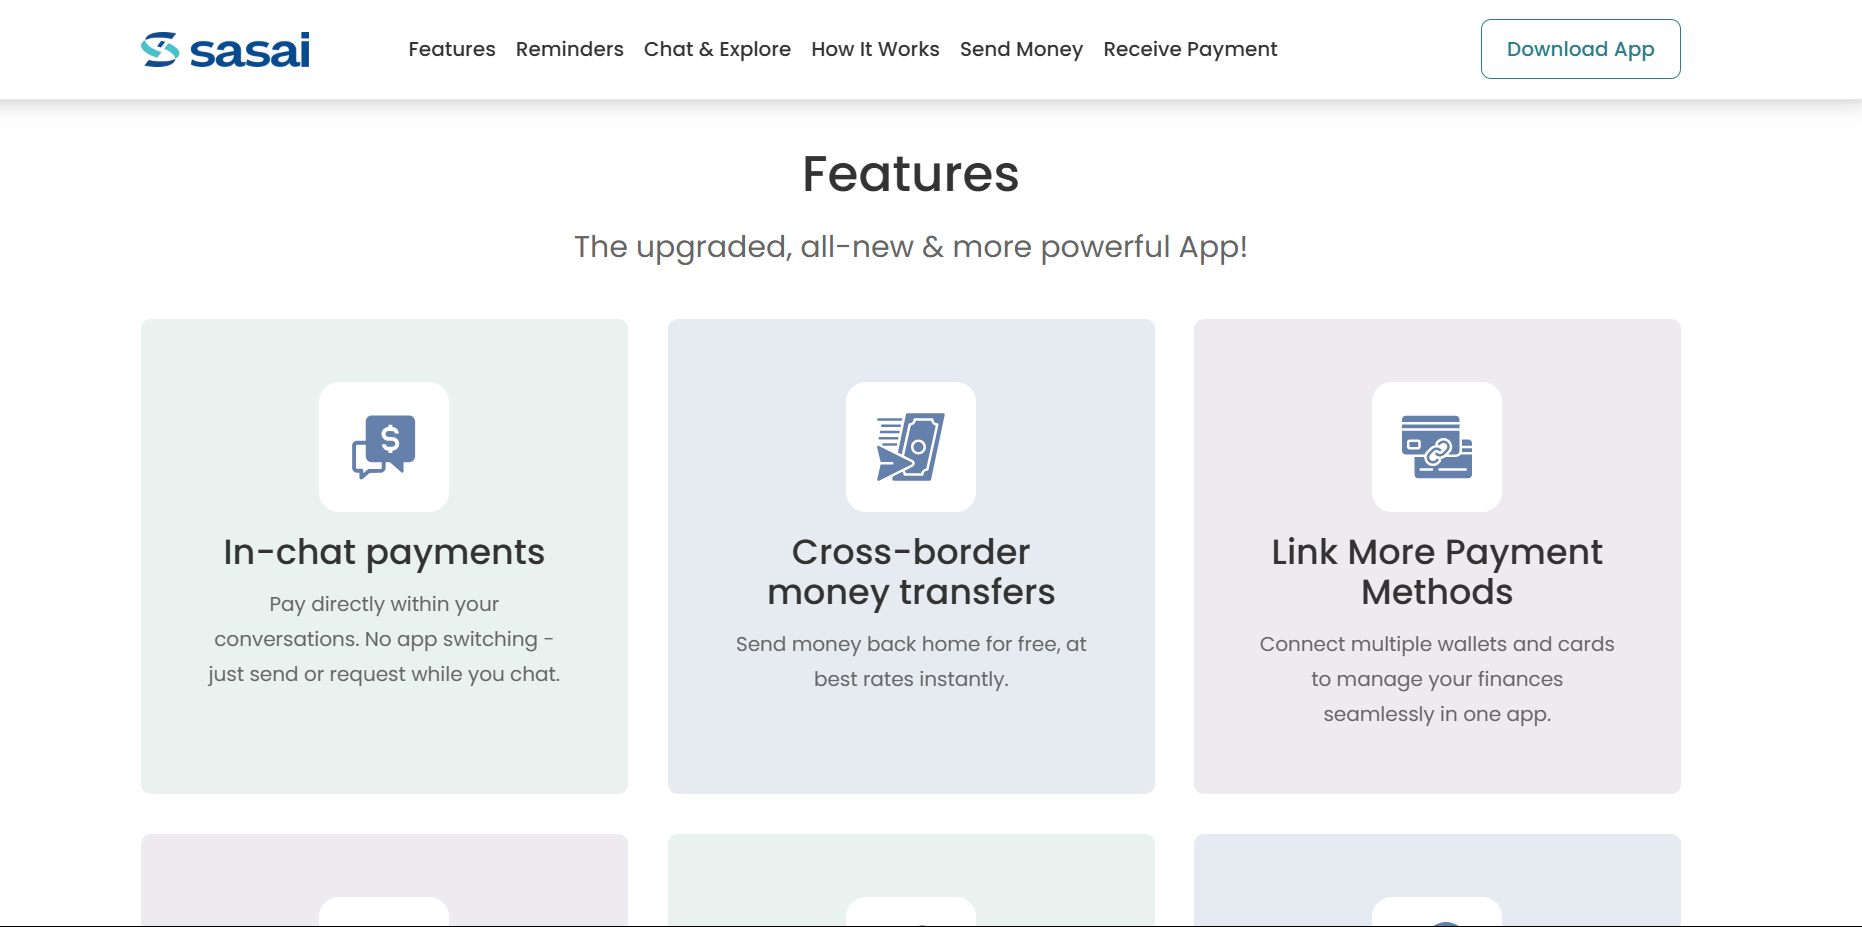 sasai
Features
Reminders
Chat & Explore
How It Works
Send Money
Receive Payment
Download App
Features
The upgraded, all-new & more powerful App!
$
In-chat payments
Pay directly within your
conversations. No app switching -
just send or request while you chat.
Cross-border
money transfers
Send money back home for free, at
best rates instantly.
Link More Payment
Methods
Connect multiple wallets and cards
to manage your finances
seamlessly in one app.